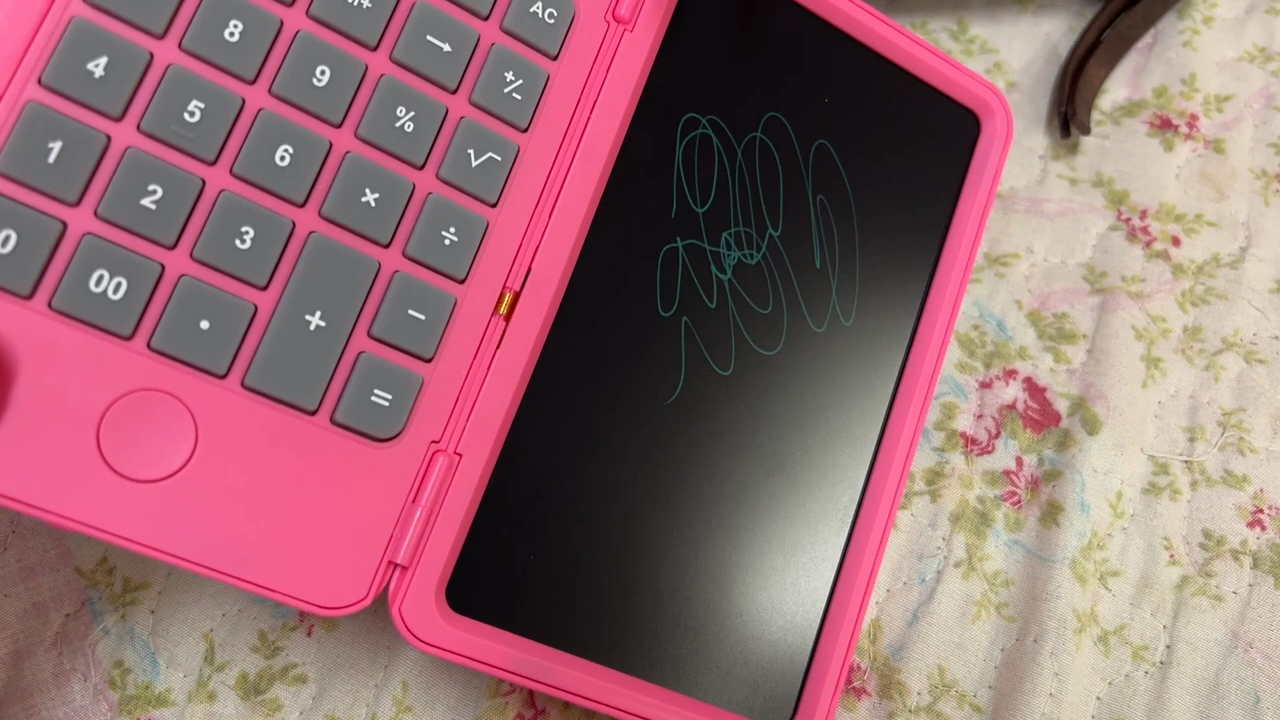 AC
8 →
4 9 +/-
5 %
1 6 √
2 ×
0 3 ÷
00 + −
. =